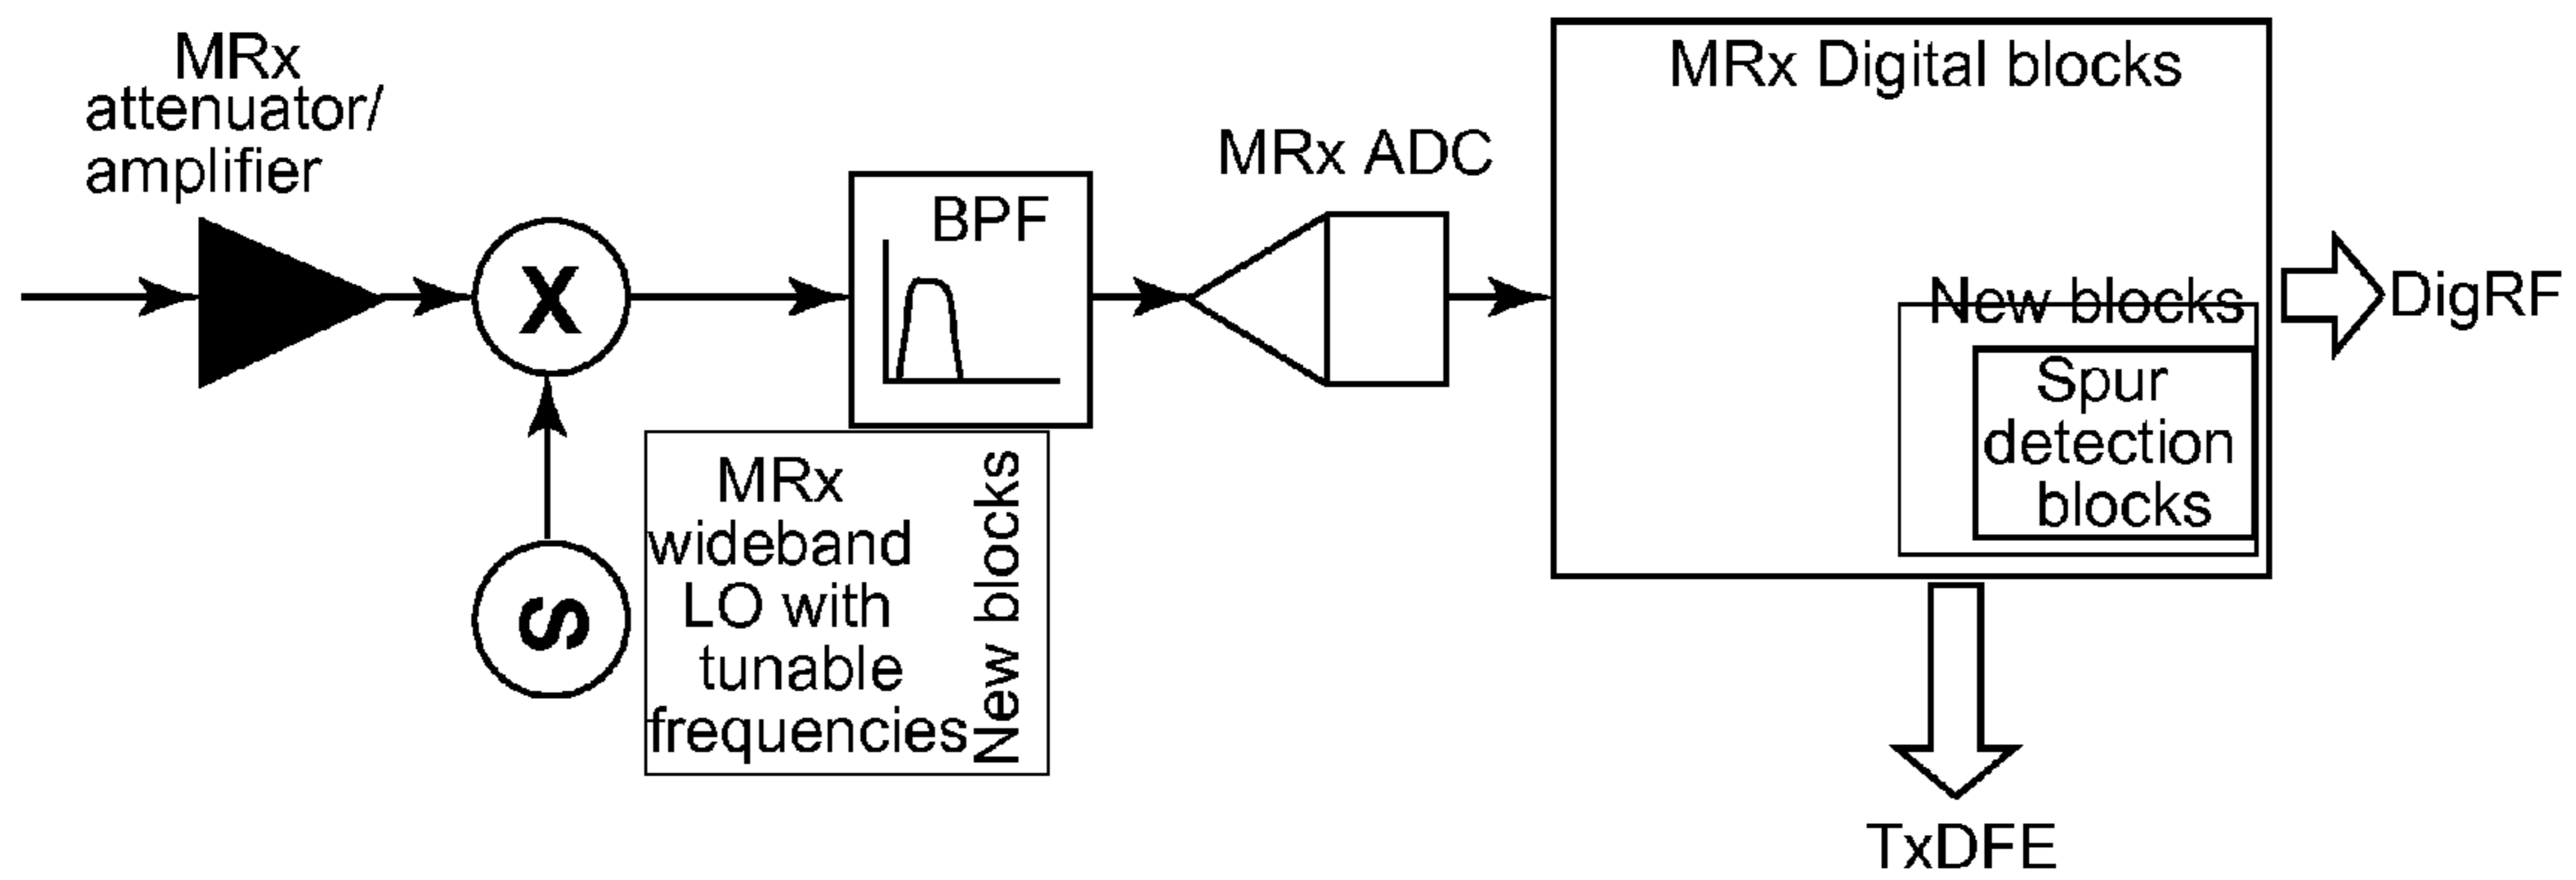 MRx
attenuator/
amplifier
X
S
BPF
MRx
wideband
LO with
tunable
frequencies
New blocks
MRx ADC
MRx Digital blocks
New blocks
Spur
detection
blocks
DigRF
TxDFE